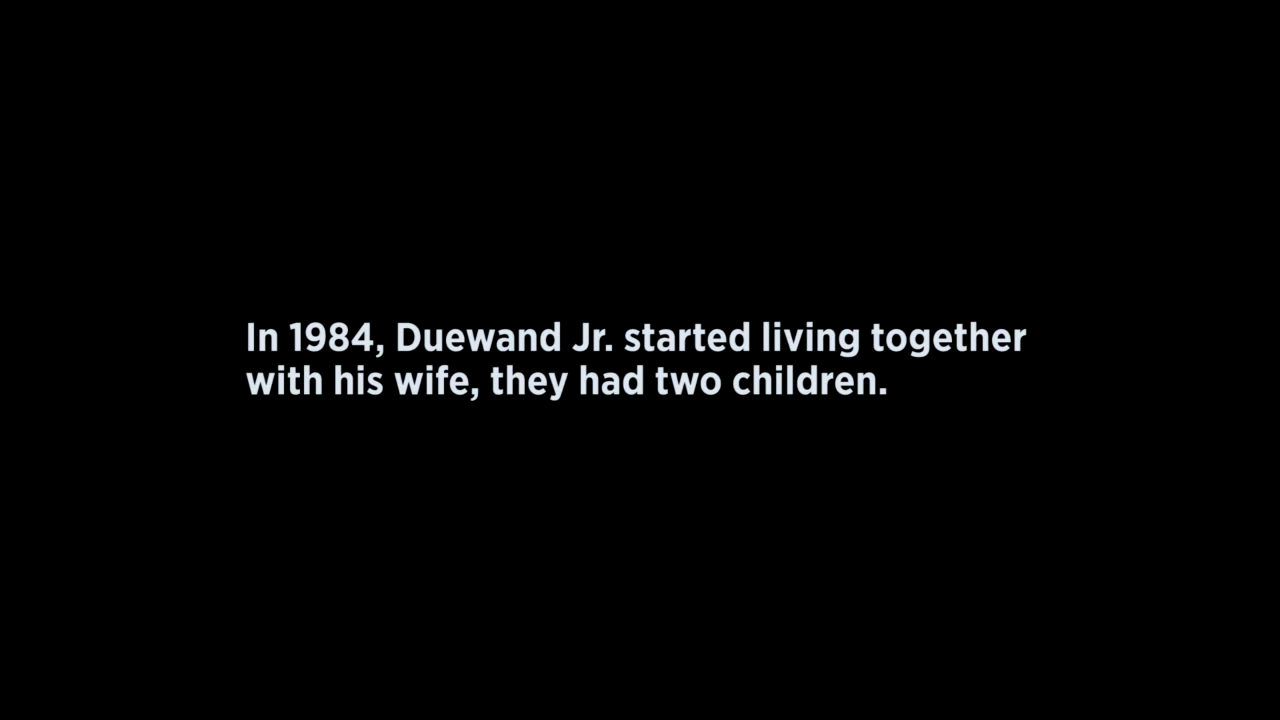 In 1984, Duewand Jr. started living together
with his wife, they had two children.